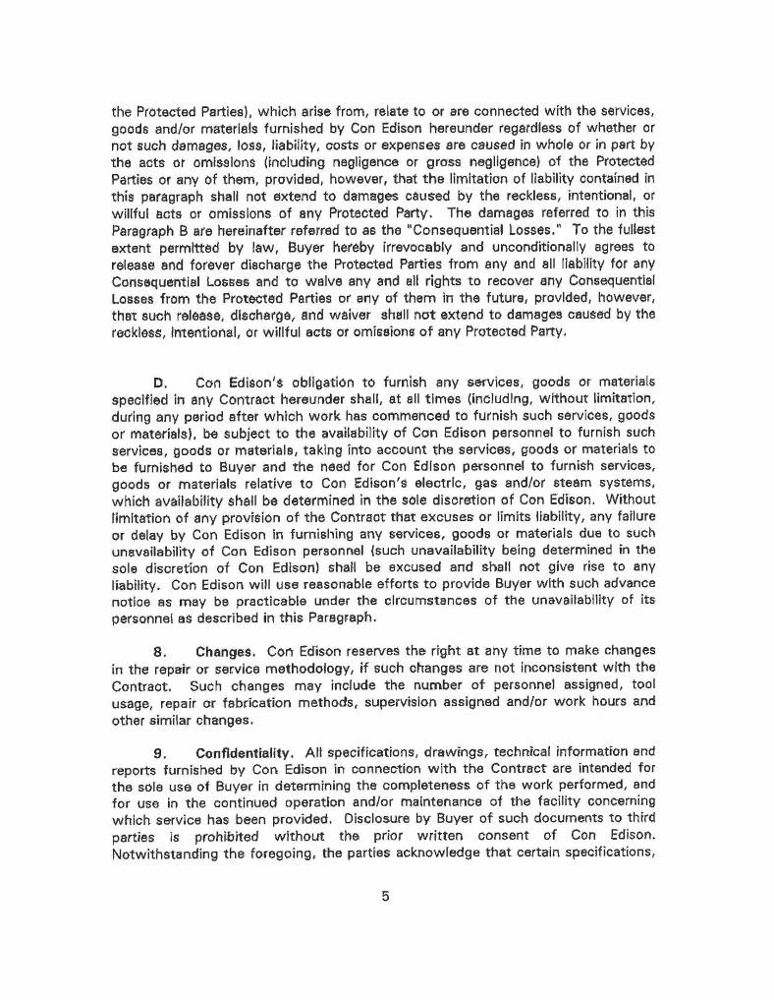 the Protected Parties), which arise from, relate to or are connected with the services,
goods and/or materials furnished by Con Edison hereunder regardless of whether or
not such damages, loss, liability, costs or expenses are caused in whole or in part by
the acts or omissions (including negligence or gross negligence) of the Protected
Parties or any of them, provided, however, that the limitation of liability contained in
this paragraph shall not extend to damages caused by the reckless, intentional, or
willful acts or omissions of any Protected Party. The damages referred to in this
Paragraph B are hereinafter referred to as the "Consequential Losses." To the fullest
extent permitted by law, Buyer hereby irrevocably and unconditionally agrees to
release and forever discharge the Protected Parties from any and all liability for any
Consequential Losses and to waive any and all rights to recover any Consequential
Losses from the Protected Parties or any of them in the future, provided, however,
that such release, discharge, and waiver shall not extend to damages caused by the
reckless, intentional, or willful acts or omissions of any Protected Party.
D. Con Edison's obligation to furnish any services, goods or materials
specified in any Contract hereunder shall, at all times (including, without limitation,
during any period after which work has commenced to furnish such services, goods
or materials), be subject to the availability of Con Edison personnel to furnish such
services, goods or materials, taking into account the services, goods or materials to
be furnished to Buyer and the need for Con Edison personnel to furnish services,
goods or materials relative to Con Edison's electric, gas and/or steam systems,
which availability shall be determined in the sole discretion of Con Edison. Without
limitation of any provision of the Contract that excuses or limits liability, any failure
or delay by Con Edison in furnishing any services, goods or materials due to such
unavailability of Con Edison personnel (such unavailability being determined in the
sole discretion of Con Edison) shall be excused and shall not give rise to any
liability. Con Edison will use reasonable efforts to provide Buyer with such advance
notice as may be practicable under the circumstances of the unavailability of its
personnel as described in this Paragraph.
8. Changes. Con Edison reserves the right at any time to make changes
in the repair or service methodology, if such changes are not inconsistent with the
Contract. Such changes may include the number of personnel assigned, tool
usage, repair or fabrication methods, supervision assigned and/or work hours and
other similar changes.
9. Confidentiality. All specifications, drawings, technical information and
reports furnished by Con Edison in connection with the Contract are intended for
the sole use of Buyer in determining the completeness of the work performed, and
for use in the continued operation and/or maintenance of the facility concerning
which service has been provided. Disclosure by Buyer of such documents to third
parties is prohibited without the prior written consent of Con Edison.
Notwithstanding the foregoing, the parties acknowledge that certain specifications,
5